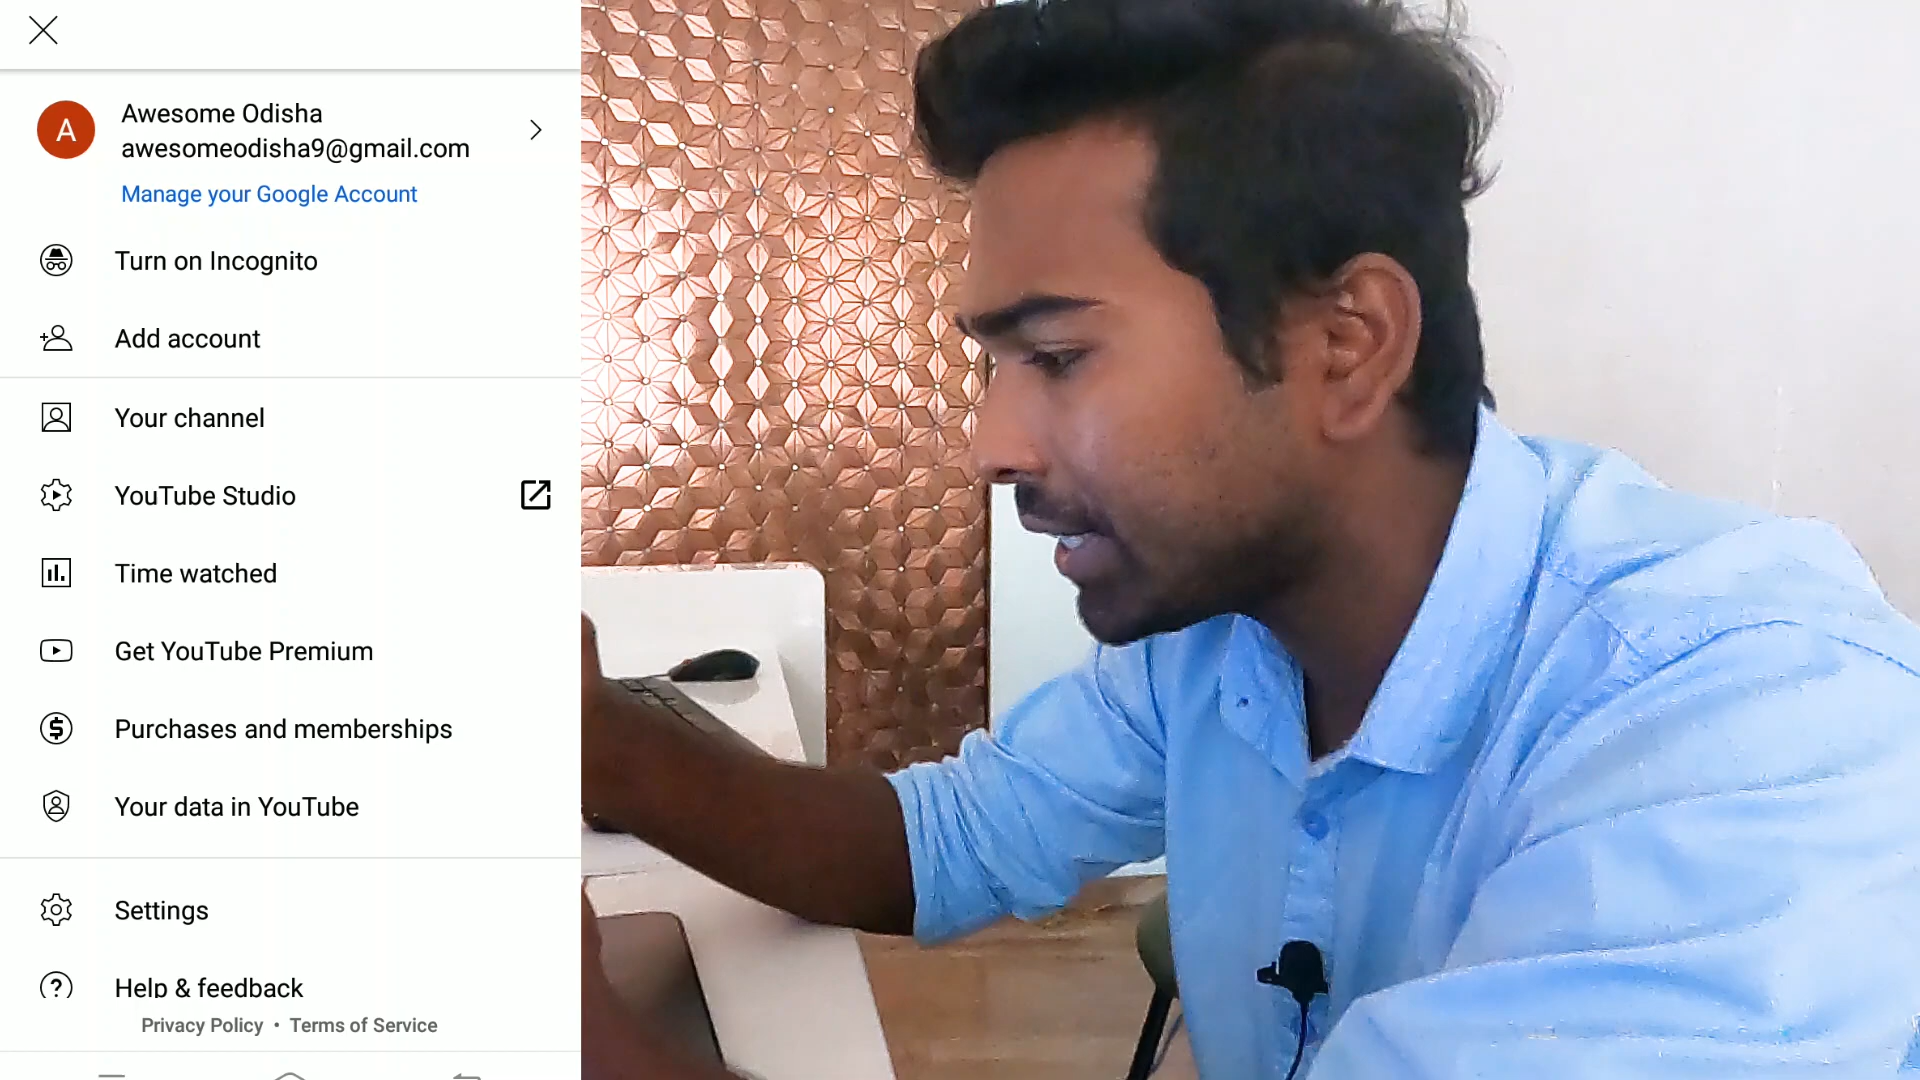 A
Awesome Odisha
awesomeodisha9@gmail.com
Manage your Google Account
Turn on Incognito
Add account
Your channel
YouTube Studio
Time watched
Get YouTube Premium
Purchases and memberships
Your data in YouTube
Settings
Help & feedback
Privacy Policy • Terms of Service